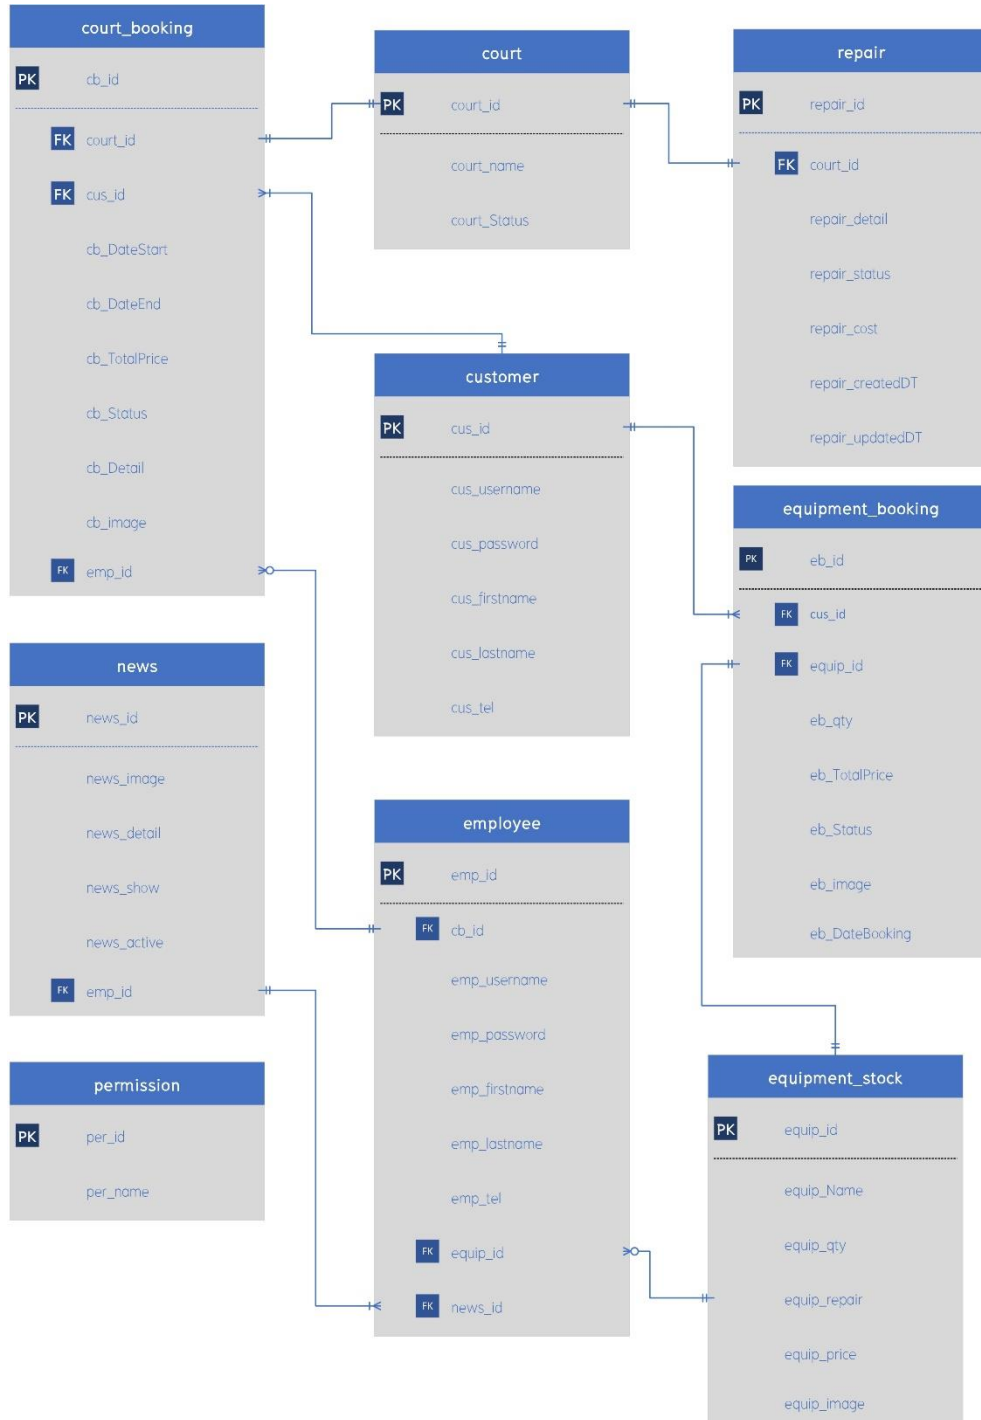 court_booking
PK cb_id
FK court_id
FK cus_id
cb_DateStart
cb_DateEnd
cb_TotalPrice
cb_Status
cb_Detail
cb_image
FK emp_id
court
PK court_id
court_name
court_Status
repair
PK repair_id
FK court_id
repair_detail
repair_status
repair_cost
repair_createdDT
repair_updatedDT
customer
PK cus_id
cus_username
cus_password
cus_firstname
cus_lastname
cus_tel
equipment_booking
PK eb_id
FK cus_id
FK equip_id
eb_qty
eb_TotalPrice
eb_Status
eb_image
eb_DateBooking
news
PK news_id
news_image
news_detail
news_show
news_active
FK emp_id
employee
PK emp_id
FK cb_id
emp_username
emp_password
emp_firstname
emp_lastname
emp_tel
FK equip_id
FK news_id
permission
PK per_id
per_name
equipment_stock
PK equip_id
equip_Name
equip_qty
equip_repair
equip_price
equip_image